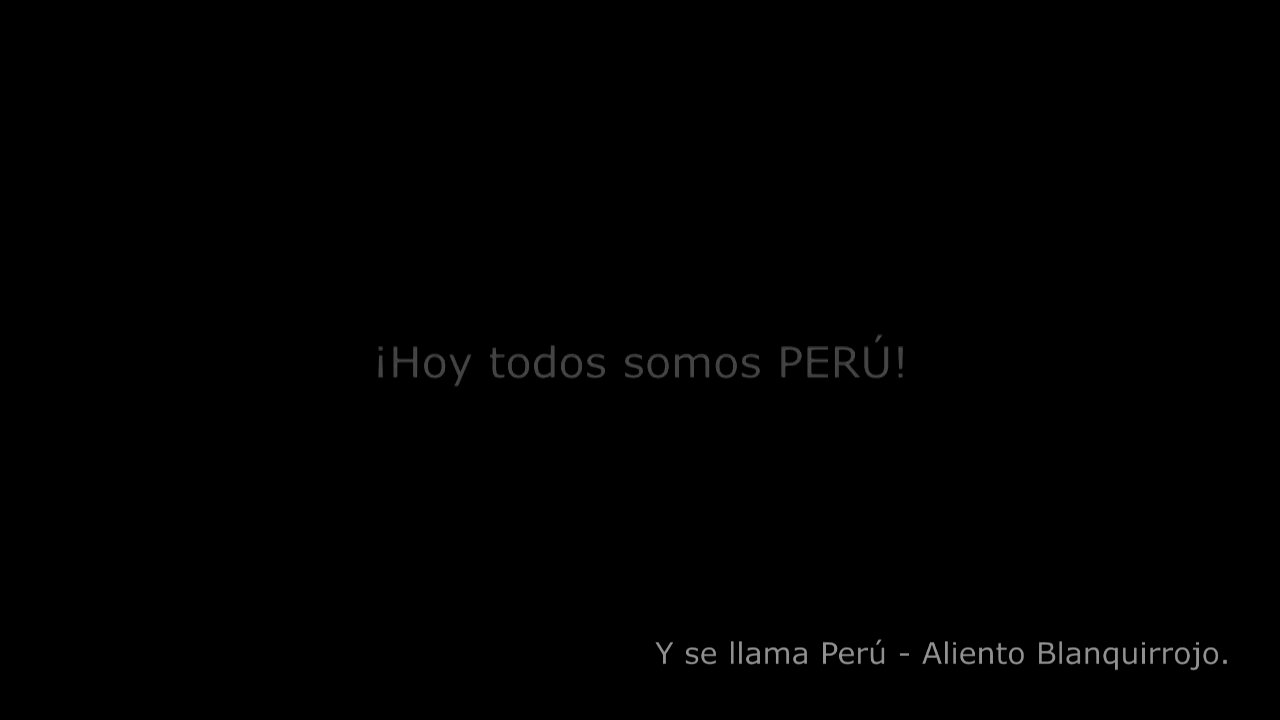 ¡Hoy todos somos PERÚ!
Y se llama Perú - Aliento Blanquirrojo.